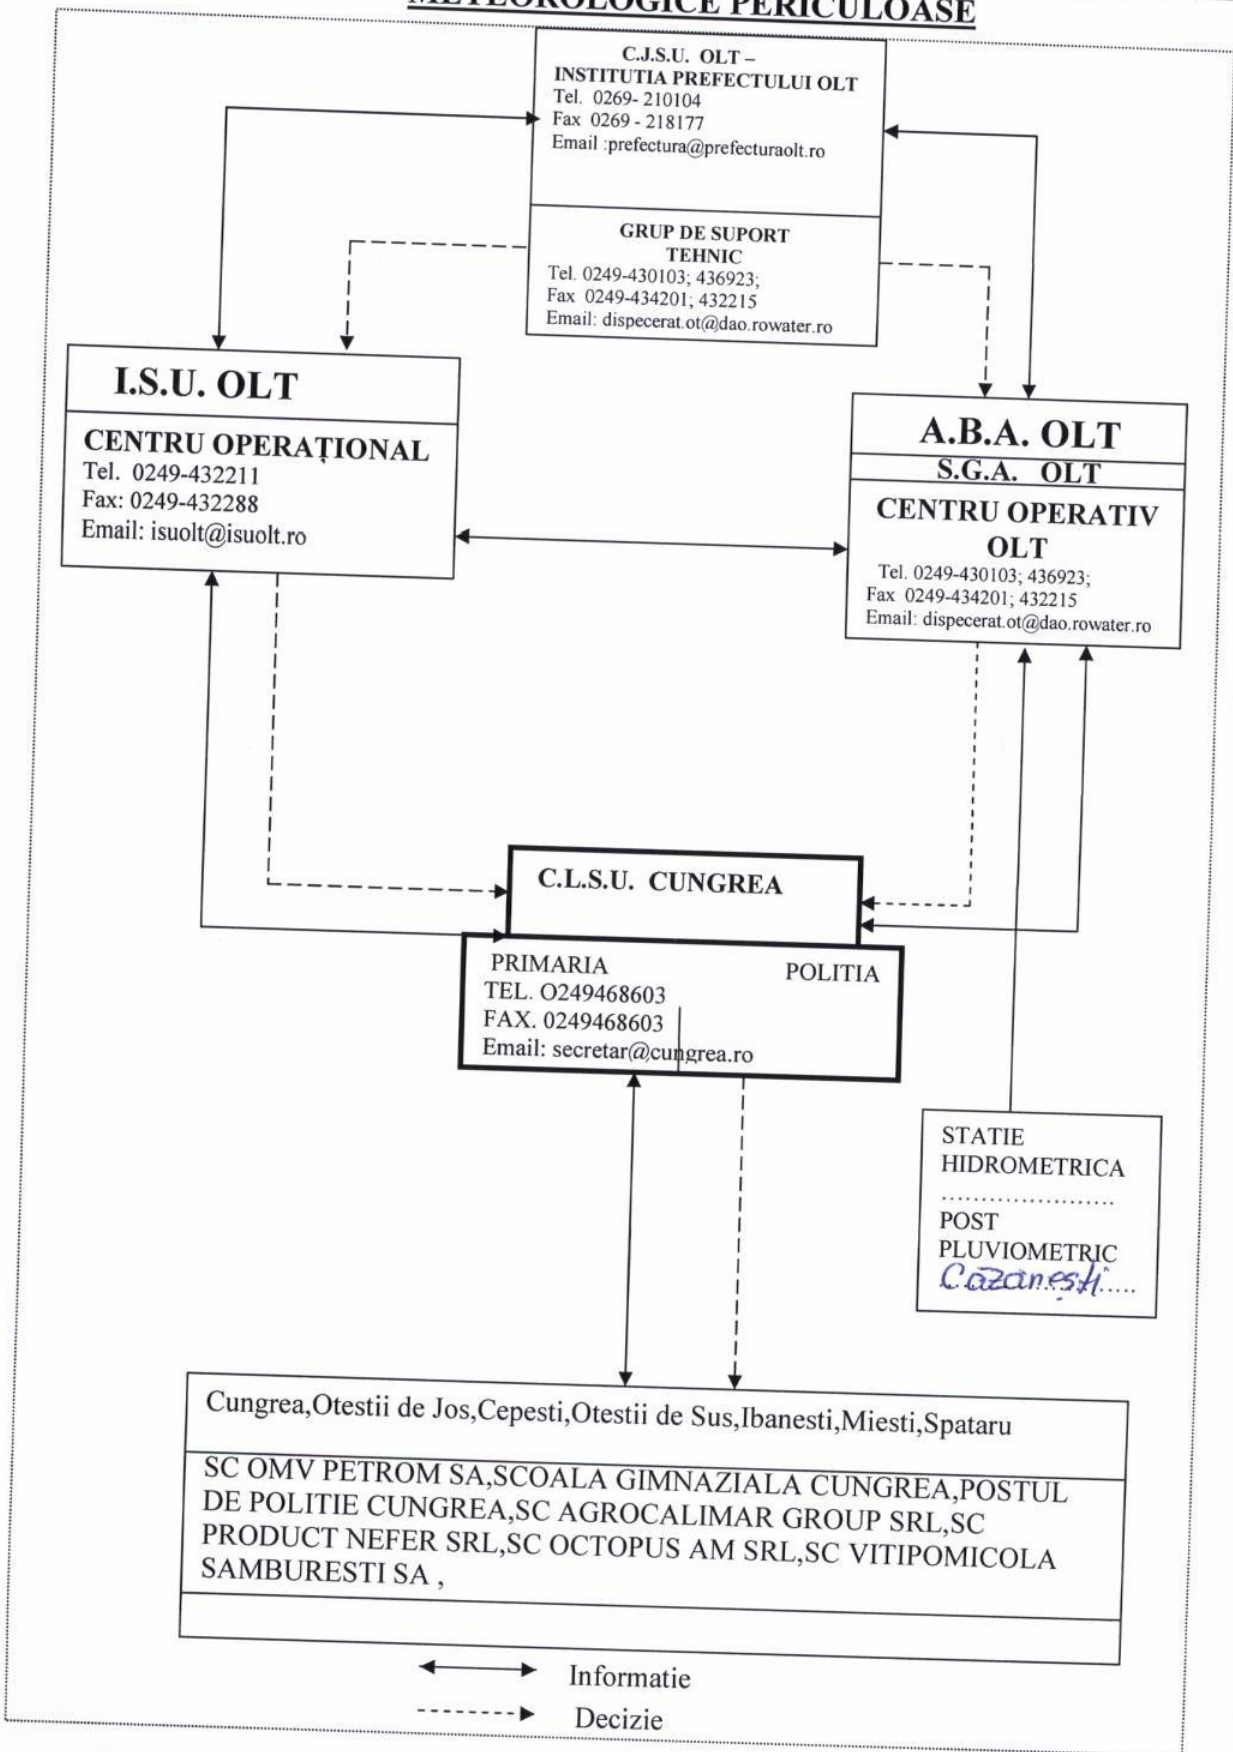 METEOROLOGICE PERICULOASE
C.J.S.U. OLT –
INSTITUTIA PREFECTULUI OLT
Tel. 0269- 210104
Fax 0269 - 218177
Email :prefectura@prefecturaolt.ro
GRUP DE SUPORT
TEHNIC
Tel. 0249-430103; 436923;
Fax 0249-434201; 432215
Email: dispecerat.ot@dao.rowater.ro
I.S.U. OLT
CENTRU OPERAȚIONAL
Tel. 0249-432211
Fax: 0249-432288
Email: isuolt@isuolt.ro
A.B.A. OLT
S.G.A. OLT
CENTRU OPERATIV
OLT
Tel. 0249-430103; 436923;
Fax 0249-434201; 432215
Email: dispecerat.ot@dao.rowater.ro
C.L.S.U. CUNGREA
PRIMARIA POLITIA
TEL. O249468603
FAX. 0249468603
Email: secretar@cungrea.ro
STATIE
HIDROMETRICA
......................
POST
PLUVIOMETRIC
Căzănești.....
Cungrea,Otestii de Jos,Cepesti,Otestii de Sus,Ibanesti,Miesti,Spataru
SC OMV PETROM SA,SCOALA GIMNAZIALA CUNGREA,POSTUL
DE POLITIE CUNGREA,SC AGROCALIMAR GROUP SRL,SC
PRODUCT NEFER SRL,SC OCTOPUS AM SRL,SC VITIPOMICOLA
SAMBURESTI SA ,
Informatie
Decizie